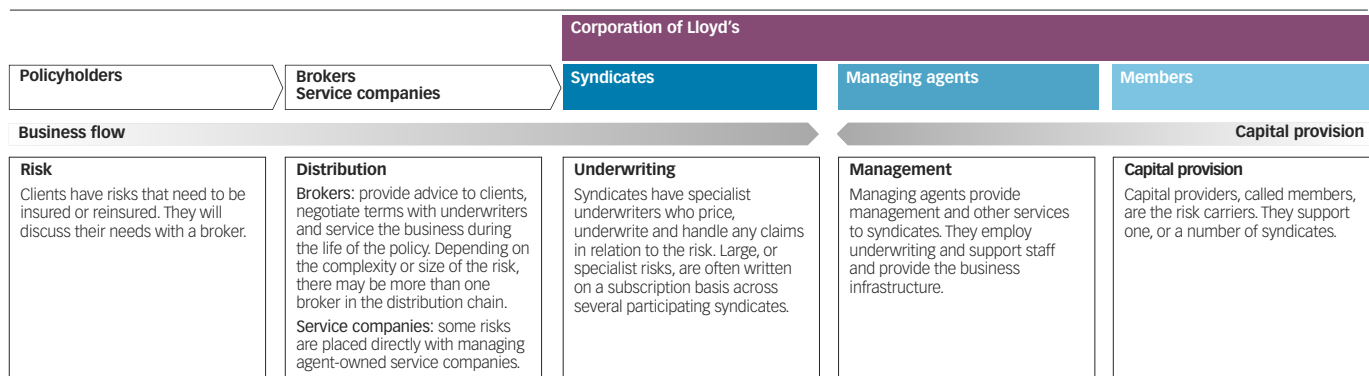 Corporation of Lloyd's
Policyholders
Brokers
Service companies
Syndicates
Managing agents
Members
Business flow
Capital provision
Risk
Clients have risks that need to be
insured or reinsured. They will
discuss their needs with a broker.
Distribution
Brokers: provide advice to clients,
negotiate terms with underwriters
and service the business during
the life of the policy. Depending on
the complexity or size of the risk,
there may be more than one
broker in the distribution chain.
Service companies: some risks
are placed directly with managing
agent-owned service companies.
Underwriting
Syndicates have specialist
underwriters who price,
underwrite and handle any claims
in relation to the risk. Large, or
specialist risks, are often written
on a subscription basis across
several participating syndicates.
Management
Managing agents provide
management and other services
to syndicates. They employ
underwriting and support staff
and provide the business
infrastructure.
Capital provision
Capital providers, called members,
are the risk carriers. They support
one, or a number of syndicates.